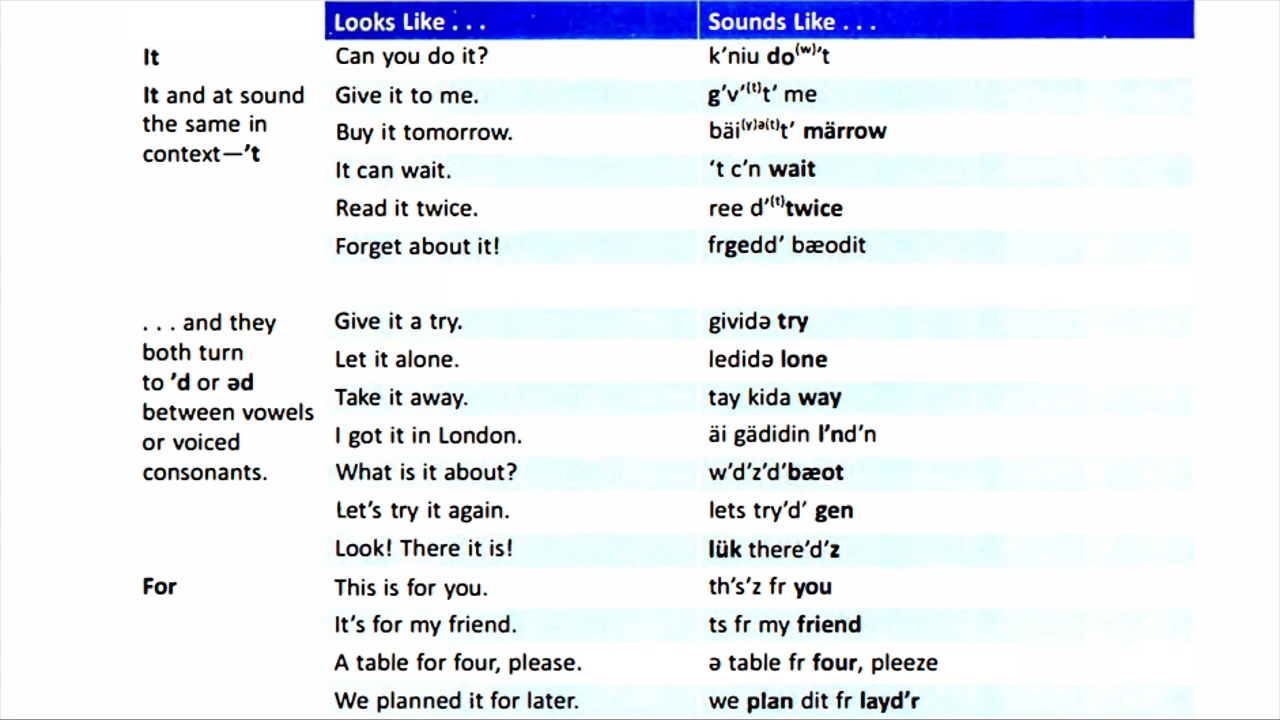 Looks Like . . . Sounds Like . . .
It Can you do it? k’niu do⁽ʷ⁾’t
It and at sound Give it to me. g’v’⁽ᵗ⁾t’ me
the same in Buy it tomorrow. bäi⁽ʸ⁾ᵊ⁽ᵗ⁾t’ märrow
context—’t It can wait. ‘t c’n wait
Read it twice. ree d’⁽ᵗ⁾twice
Forget about it! frgedd’ bæodit
. . . and they Give it a try. gividə try
both turn Let it alone. ledidə lone
to ’d or əd Take it away. tay kida way
between vowels I got it in London. äi gädidin l’nd’n
or voiced What is it about? w’d’z’d’bæot
consonants. Let’s try it again. lets try’d’ gen
Look! There it is! lük there’d’z
For This is for you. th’s’z fr you
It’s for my friend. ts fr my friend
A table for four, please. ə table fr four, pleeze
We planned it for later. we plan dit fr layd’r